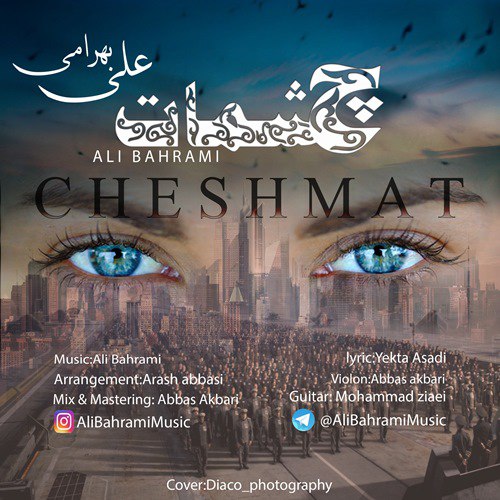 علی بهرامی
چشمات
ALI BAHRAMI
CHESHMAT
Music:Ali Bahrami
lyric:Yekta Asadi
Arrangement:Arash abbasi
Violon:Abbas akbari
Mix & Mastering: Abbas Akbari
Guitar: Mohammad ziaei
AliBahramiMusic
@AliBahramiMusic
Cover:Diaco_photography